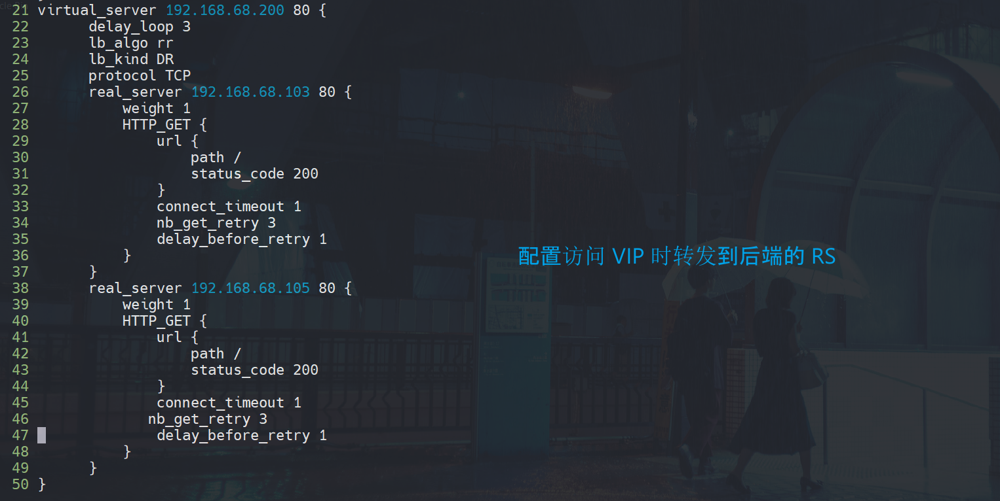 21 virtual_server 192.168.68.200 80 {
22       delay_loop 3
23       lb_algo rr
24       lb_kind DR
25       protocol TCP
26       real_server 192.168.68.103 80 {
27           weight 1
28           HTTP_GET {
29               url {
30                   path /
31                   status_code 200
32               }
33               connect_timeout 1
34               nb_get_retry 3
35               delay_before_retry 1
36           }
37       }
配置访问 VIP 时转发到后端的 RS
38       real_server 192.168.68.105 80 {
39           weight 1
40           HTTP_GET {
41               url {
42                   path /
43                   status_code 200
44               }
45               connect_timeout 1
46              nb_get_retry 3
47               delay_before_retry 1
48           }
49       }
50 }